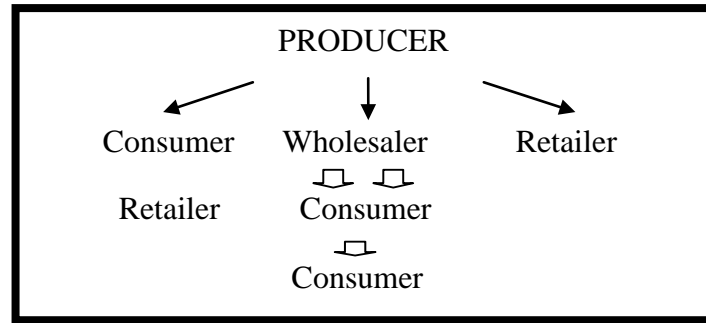 PRODUCER
Consumer Wholesaler Retailer
Retailer Consumer
Consumer